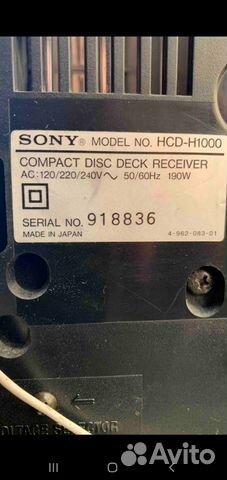 SONY® MODEL NO. HCD-H1000
COMPACT DISC DECK RECEIVER
AC:120/220/240V~ 50/60Hz 190W
SERIAL NO. 918836
MADE IN JAPAN 4-962-083-01
Avito